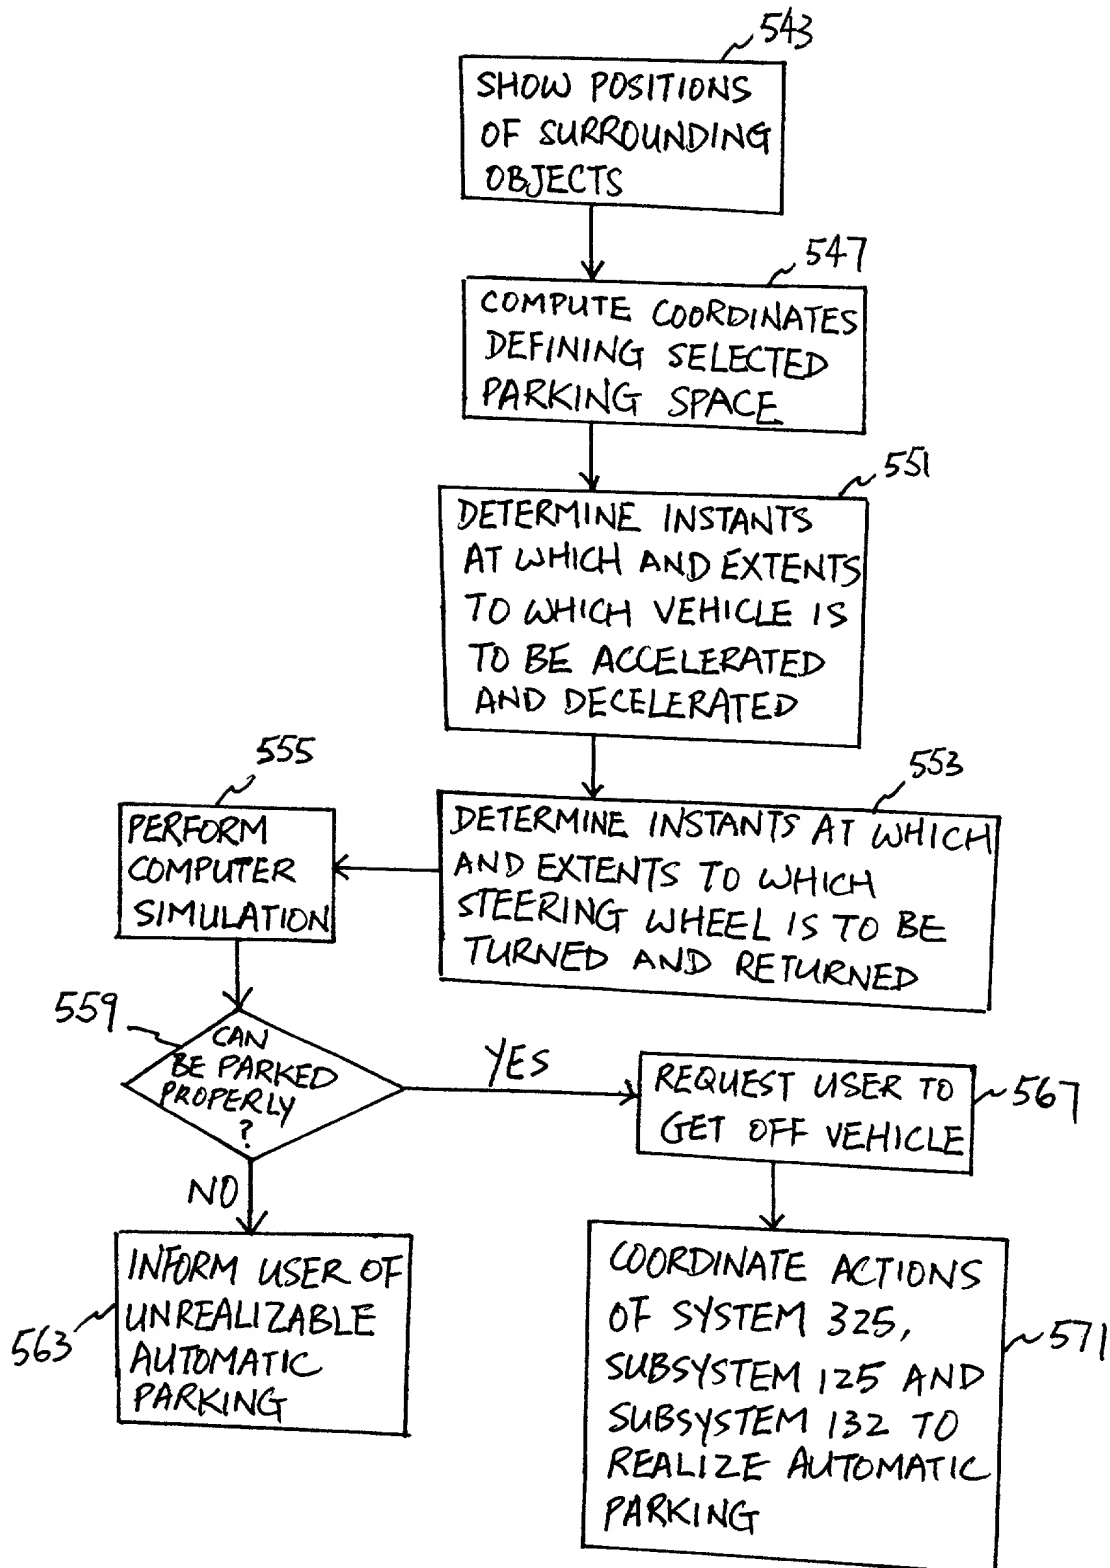 543
SHOW POSITIONS
OF SURROUNDING
OBJECTS
547
COMPUTE COORDINATES
DEFINING SELECTED
PARKING SPACE
551
DETERMINE INSTANTS
AT WHICH AND EXTENTS
TO WHICH VEHICLE IS
TO BE ACCELERATED
AND DECELERATED
553
DETERMINE INSTANTS AT WHICH
AND EXTENTS TO WHICH
STEERING WHEEL IS TO BE
TURNED AND RETURNED
555
PERFORM
COMPUTER
SIMULATION
559
CAN
BE PARKED
PROPERLY
?
YES
NO
REQUEST USER TO
GET OFF VEHICLE
567
INFORM USER OF
UNREALIZABLE
AUTOMATIC
PARKING
563
COORDINATE ACTIONS
OF SYSTEM 325,
SUBSYSTEM 125 AND
SUBSYSTEM 132 TO
REALIZE AUTOMATIC
PARKING
571